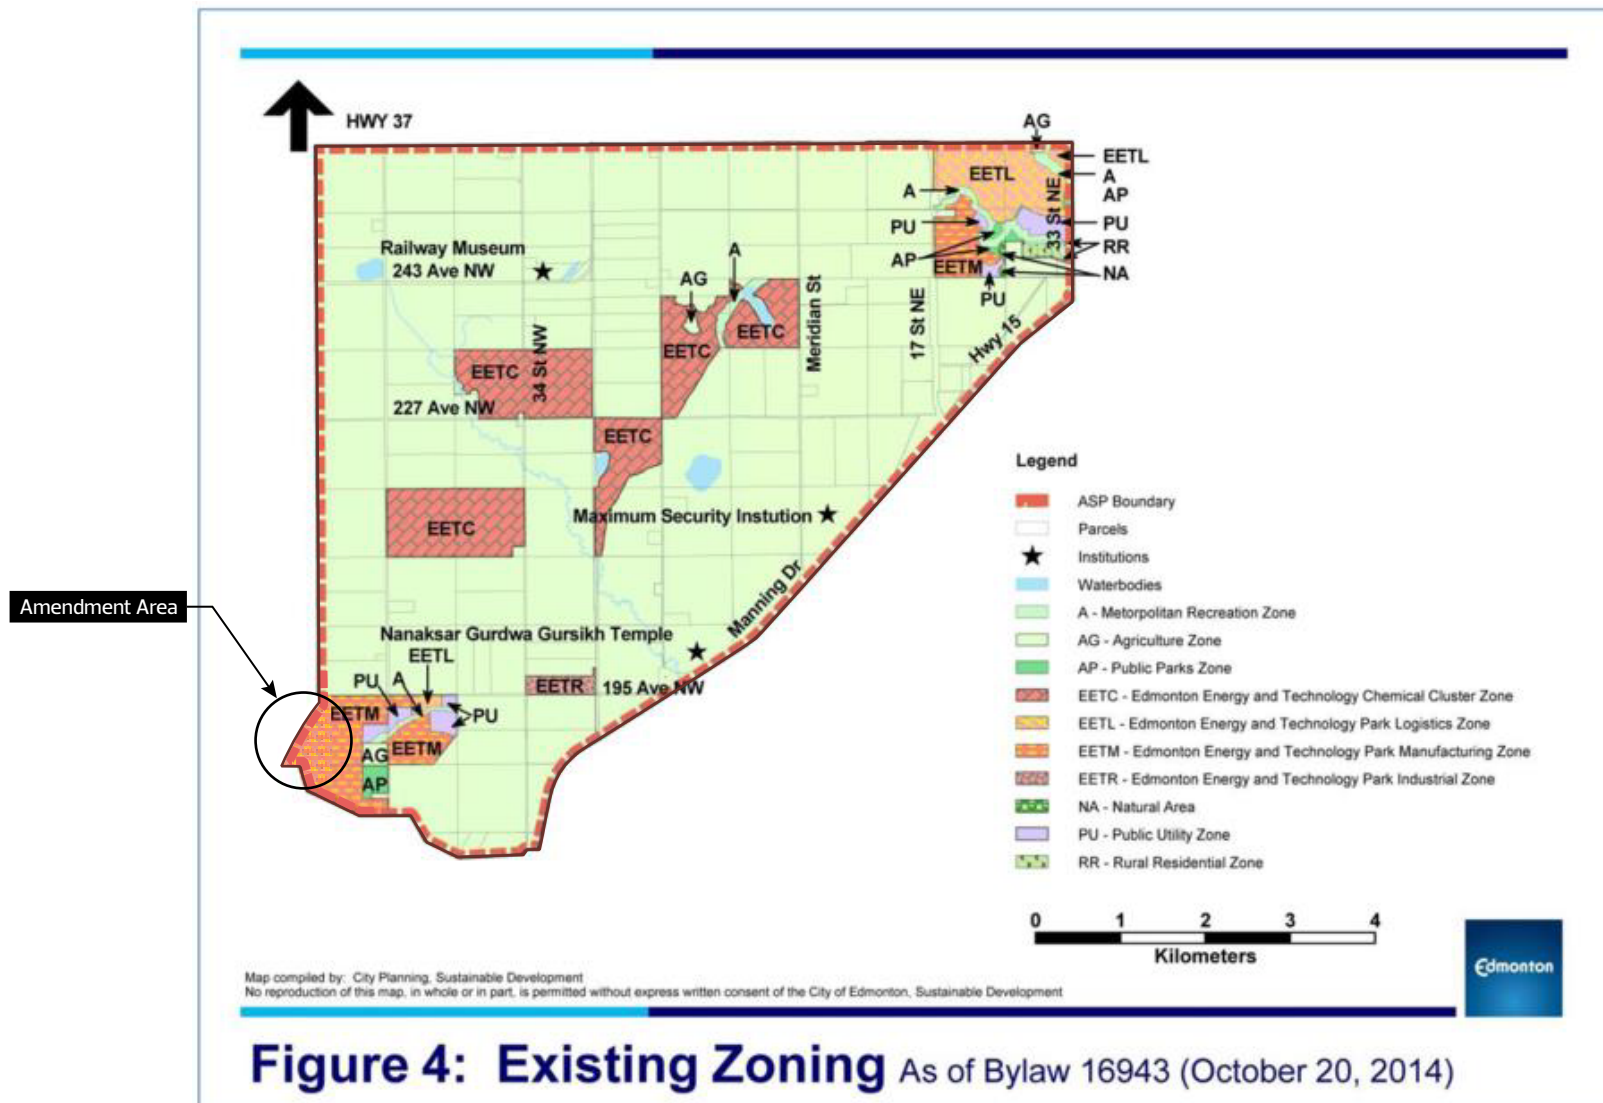 HWY 37
AG
EETL
EETL
A
A
AP
33 St NE
PU
PU
RR
AP
EETM
NA
PU
Railway Museum
243 Ave NW
A
AG
Meridian St
17 St NE
Hwy 15
EETC
EETC
EETC
34 St NW
227 Ave NW
EETC
EETC
Maximum Security Instution
Manning Dr
Amendment Area
Nanaksar Gurdwa Gursikh Temple
EETL
PU
A
EETR
195 Ave NW
EETM
PU
AG
EETM
AP
Legend
ASP Boundary
Parcels
Institutions
Waterbodies
A - Metorpolitan Recreation Zone
AG - Agriculture Zone
AP - Public Parks Zone
EETC - Edmonton Energy and Technology Chemical Cluster Zone
EETL - Edmonton Energy and Technology Park Logistics Zone
EETM - Edmonton Energy and Technology Park Manufacturing Zone
EETR - Edmonton Energy and Technology Park Industrial Zone
NA - Natural Area
PU - Public Utility Zone
RR - Rural Residential Zone
0 1 2 3 4
Kilometers
Edmonton
Map compiled by: City Planning, Sustainable Development
No reproduction of this map, in whole or in part, is permitted without express written consent of the City of Edmonton, Sustainable Development
Figure 4: Existing Zoning As of Bylaw 16943 (October 20, 2014)